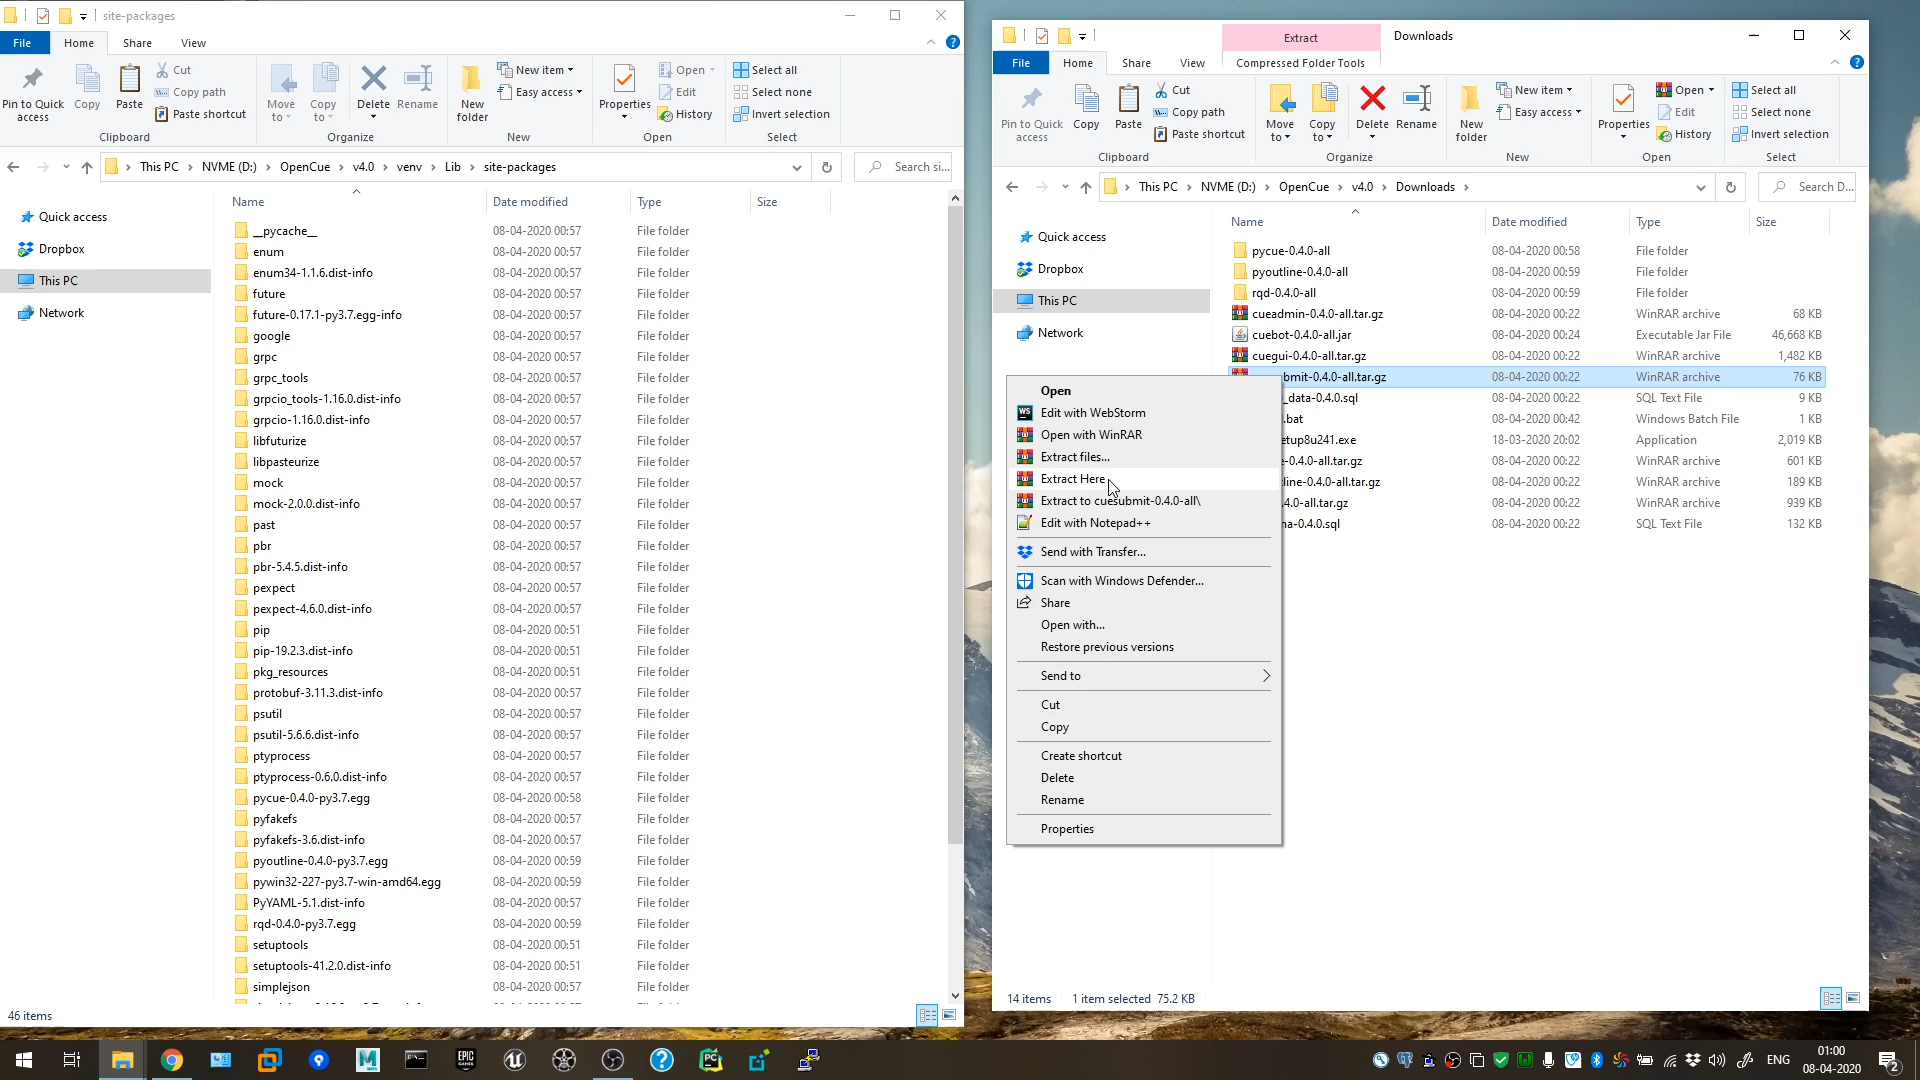 site-packages
File
Home
Share
View
Pin to Quick access
Copy
Paste
Cut
Copy path
Paste shortcut
Move to
Copy to
Delete
Rename
New folder
New item
Easy access
Properties
Open
Edit
History
Select all
Select none
Invert selection
Clipboard
Organize
New
Open
Select
This PC
NVME (D:)
OpenCue
v4.0
venv
Lib
site-packages
Search si...
Name Date modified Type Size
Quick access
Dropbox
This PC
Network
__pycache__ 08-04-2020 00:57 File folder
enum 08-04-2020 00:57 File folder
enum34-1.1.6.dist-info 08-04-2020 00:57 File folder
future 08-04-2020 00:57 File folder
future-0.17.1-py3.7.egg-info 08-04-2020 00:57 File folder
google 08-04-2020 00:57 File folder
grpc 08-04-2020 00:57 File folder
grpc_tools 08-04-2020 00:57 File folder
grpcio_tools-1.16.0.dist-info 08-04-2020 00:57 File folder
grpcio-1.16.0.dist-info 08-04-2020 00:57 File folder
libfuturize 08-04-2020 00:57 File folder
libpasteurize 08-04-2020 00:57 File folder
mock 08-04-2020 00:57 File folder
mock-2.0.0.dist-info 08-04-2020 00:57 File folder
past 08-04-2020 00:57 File folder
pbr 08-04-2020 00:57 File folder
pbr-5.4.5.dist-info 08-04-2020 00:57 File folder
pexpect 08-04-2020 00:57 File folder
pexpect-4.6.0.dist-info 08-04-2020 00:57 File folder
pip 08-04-2020 00:51 File folder
pip-19.2.3.dist-info 08-04-2020 00:51 File folder
pkg_resources 08-04-2020 00:51 File folder
protobuf-3.11.3.dist-info 08-04-2020 00:57 File folder
psutil 08-04-2020 00:57 File folder
psutil-5.6.6.dist-info 08-04-2020 00:57 File folder
ptyprocess 08-04-2020 00:57 File folder
ptyprocess-0.6.0.dist-info 08-04-2020 00:57 File folder
pycue-0.4.0-py3.7.egg 08-04-2020 00:58 File folder
pyfakefs 08-04-2020 00:57 File folder
pyfakefs-3.6.dist-info 08-04-2020 00:57 File folder
pyoutline-0.4.0-py3.7.egg 08-04-2020 00:59 File folder
pywin32-227-py3.7-win-amd64.egg 08-04-2020 00:59 File folder
PyYAML-5.1.dist-info 08-04-2020 00:57 File folder
rqd-0.4.0-py3.7.egg 08-04-2020 00:59 File folder
setuptools 08-04-2020 00:51 File folder
setuptools-41.2.0.dist-info 08-04-2020 00:51 File folder
simplejson 08-04-2020 00:57 File folder
46 items
Extract
Downloads
File
Home
Share
View
Compressed Folder Tools
Pin to Quick access
Copy
Paste
Cut
Copy path
Paste shortcut
Move to
Copy to
Delete
Rename
New folder
New item
Easy access
Properties
Open
Edit
History
Select all
Select none
Invert selection
Clipboard
Organize
New
Open
Select
This PC
NVME (D:)
OpenCue
v4.0
Downloads
Search D...
Name Date modified Type Size
Quick access
Dropbox
This PC
Network
pycue-0.4.0-all 08-04-2020 00:58 File folder
pyoutline-0.4.0-all 08-04-2020 00:59 File folder
rqd-0.4.0-all 08-04-2020 00:59 File folder
cueadmin-0.4.0-all.tar.gz 08-04-2020 00:22 WinRAR archive 68 KB
cuebot-0.4.0-all.jar 08-04-2020 00:24 Executable Jar File 46,668 KB
cuegui-0.4.0-all.tar.gz 08-04-2020 00:22 WinRAR archive 1,482 KB
bmit-0.4.0-all.tar.gz 08-04-2020 00:22 WinRAR archive 76 KB
_data-0.4.0.sql 08-04-2020 00:22 SQL Text File 9 KB
.bat 08-04-2020 00:42 Windows Batch File 1 KB
etup8u241.exe 18-03-2020 20:02 Application 2,019 KB
e-0.4.0-all.tar.gz 08-04-2020 00:22 WinRAR archive 601 KB
tline-0.4.0-all.tar.gz 08-04-2020 00:22 WinRAR archive 189 KB
.4.0-all.tar.gz 08-04-2020 00:22 WinRAR archive 939 KB
na-0.4.0.sql 08-04-2020 00:22 SQL Text File 132 KB
Open
Edit with WebStorm
Open with WinRAR
Extract files...
Extract Here
Extract to cuesubmit-0.4.0-all\
Edit with Notepad++
Send with Transfer...
Scan with Windows Defender...
Share
Open with...
Restore previous versions
Send to
Cut
Copy
Create shortcut
Delete
Rename
Properties
14 items 1 item selected 75.2 KB
ENG
01:00
08-04-2020
2